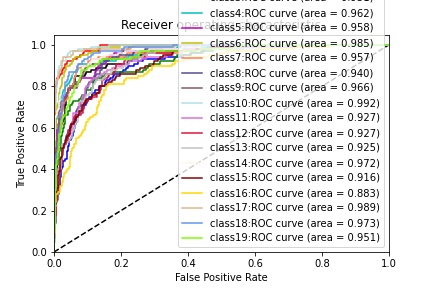 Receiver
class4:ROC curve (area = 0.962)
class5:ROC curve (area = 0.958)
class6:ROC curve (area = 0.985)
class7:ROC curve (area = 0.957)
class8:ROC curve (area = 0.940)
class9:ROC curve (area = 0.966)
class10:ROC curve (area = 0.992)
class11:ROC curve (area = 0.927)
class12:ROC curve (area = 0.927)
class13:ROC curve (area = 0.925)
class14:ROC curve (area = 0.972)
class15:ROC curve (area = 0.916)
class16:ROC curve (area = 0.883)
class17:ROC curve (area = 0.989)
class18:ROC curve (area = 0.973)
class19:ROC curve (area = 0.951)
True Positive Rate
1.0
0.8
0.6
0.4
0.2
0.0
0.0 0.2 0.4 0.6 0.8 1.0
False Positive Rate